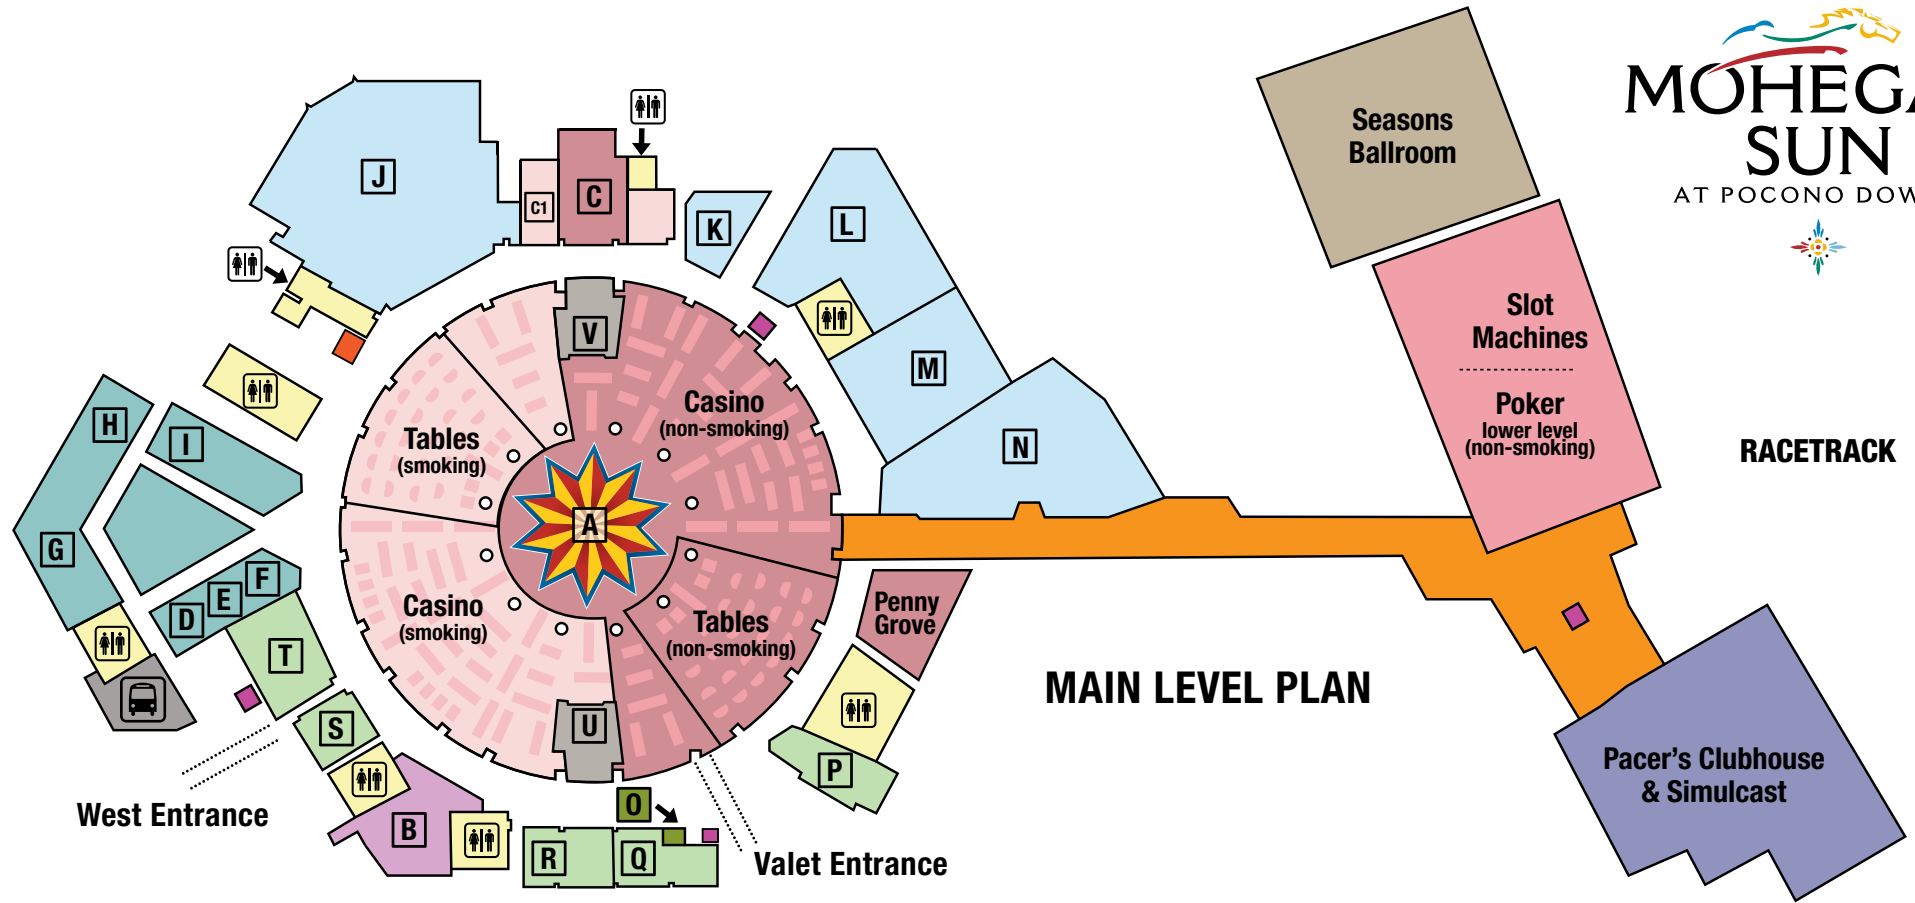 MOHEGA
SUN
AT POCONO DOW
Seasons
Ballroom
J
C1
C
K
L
V
M
Slot
Machines
Poker
lower level
(non-smoking)
RACETRACK
H
I
Tables
(smoking)
Casino
(non-smoking)
N
A
G
F
E
D
Casino
(smoking)
Tables
(non-smoking)
Penny
Grove
T
MAIN LEVEL PLAN
S
U
P
Pacer's Clubhouse
& Simulcast
West Entrance
O
B
R
Q
Valet Entrance